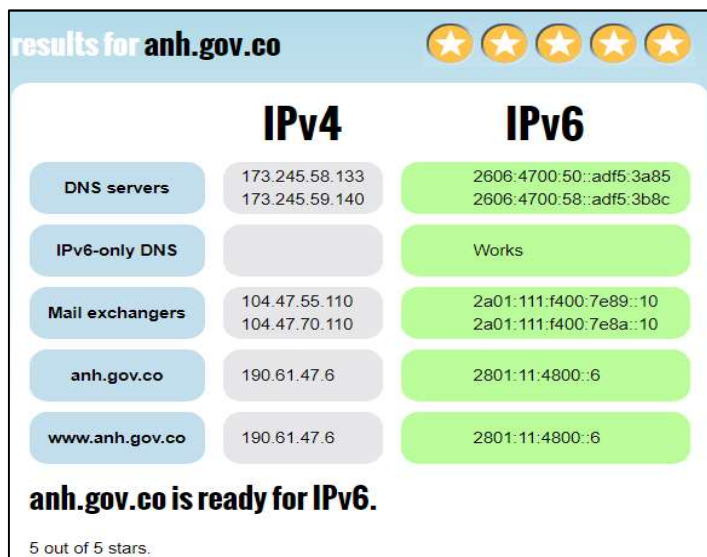 results for anh.gov.co
IPv4 IPv6
DNS servers 173.245.58.133 2606:4700:50::adf5:3a85
173.245.59.140 2606:4700:58::adf5:3b8c
IPv6-only DNS Works
Mail exchangers 104.47.55.110 2a01:111:f400:7e89::10
104.47.70.110 2a01:111:f400:7e8a::10
anh.gov.co 190.61.47.6 2801:11:4800::6
www.anh.gov.co 190.61.47.6 2801:11:4800::6
anh.gov.co is ready for IPv6.
5 out of 5 stars.